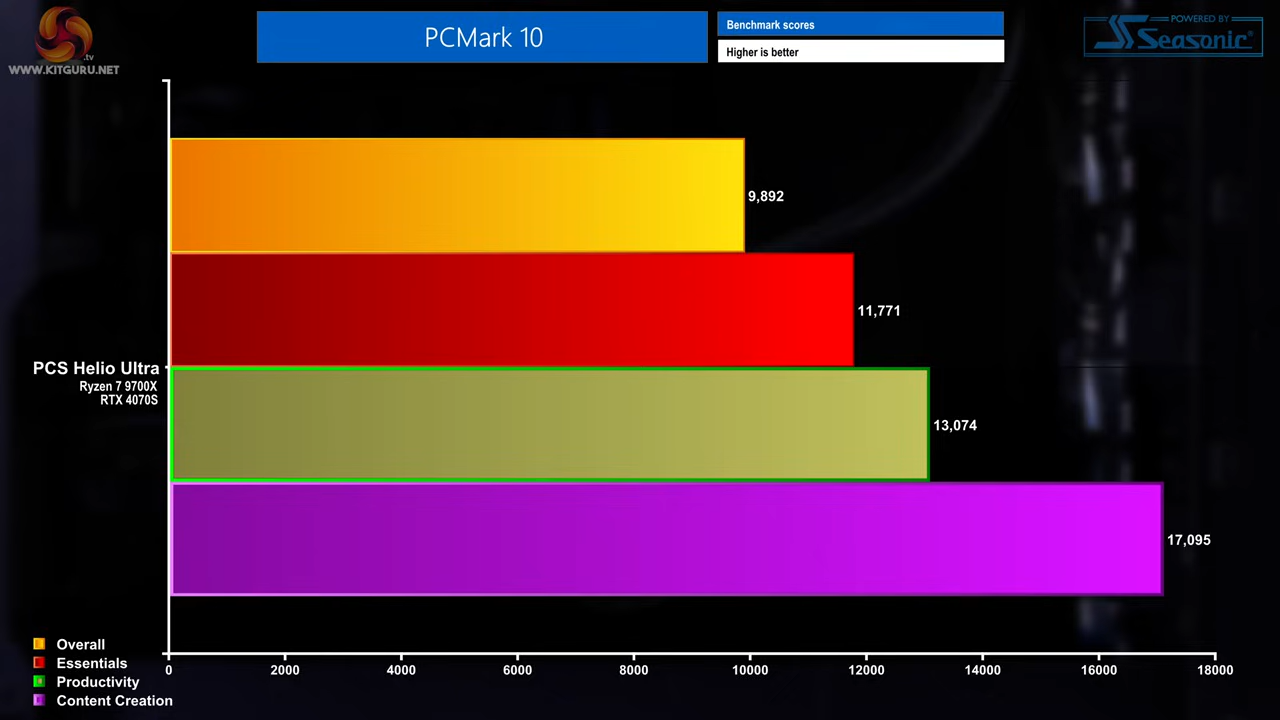 PCMark 10
Benchmark scores
Higher is better
.tv
WWW.KITGURU.NET
POWERED BY
Seasonic®
9,892
11,771
PCS Helio Ultra
Ryzen 7 9700X
RTX 4070S
13,074
17,095
Overall
Essentials
Productivity
Content Creation
0 2000 4000 6000 8000 10000 12000 14000 16000 18000